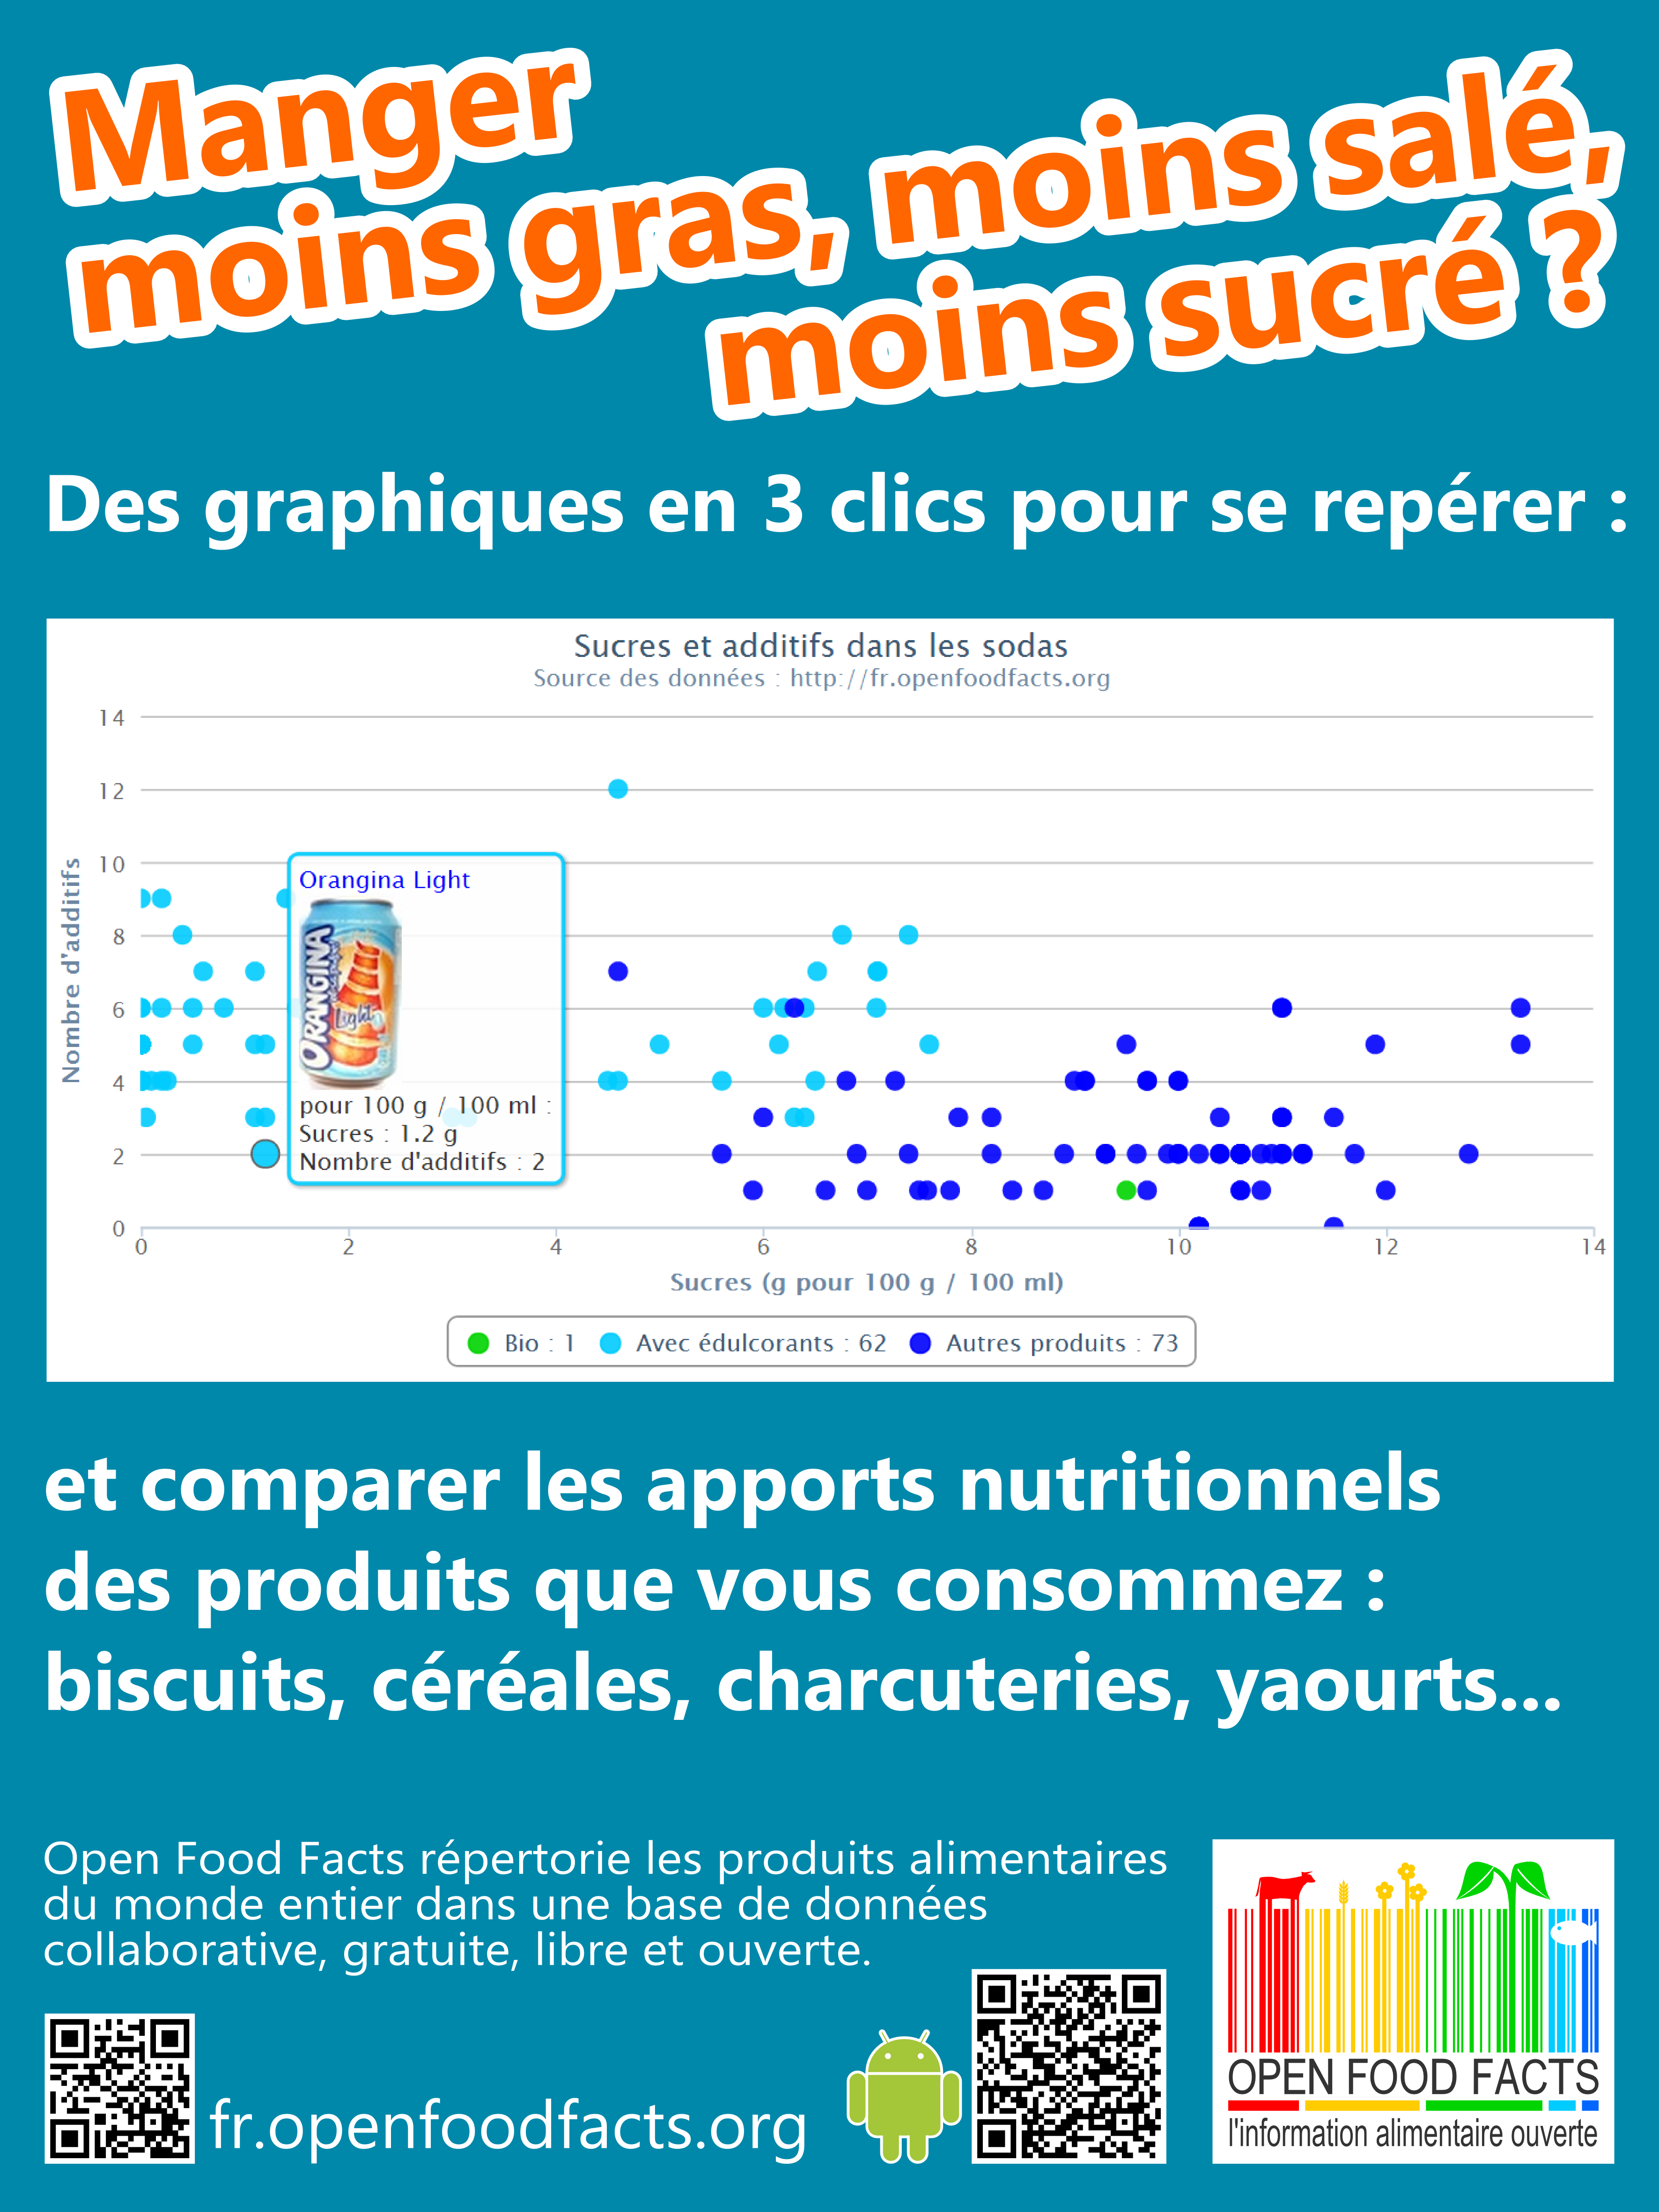 Manger
moins gras, moins salé,
moins sucré ?
Des graphiques en 3 clics pour se repérer :
Sucres et additifs dans les sodas
Source des données : http://fr.openfoodfacts.org
Nombre d'additifs
14
12
10
8
6
4
2
0
Orangina Light
ORANGINA
Light
pour 100 g / 100 ml :
Sucres : 1.2 g
Nombre d'additifs : 2
0 2 4 6 8 10 12 14
Sucres (g pour 100 g / 100 ml)
Bio : 1 Avec édulcorants : 62 Autres produits : 73
et comparer les apports nutritionnels
des produits que vous consommez :
biscuits, céréales, charcuteries, yaourts...
Open Food Facts répertorie les produits alimentaires
du monde entier dans une base de données
collaborative, gratuite, libre et ouverte.
fr.openfoodfacts.org
OPEN FOOD FACTS
l'information alimentaire ouverte